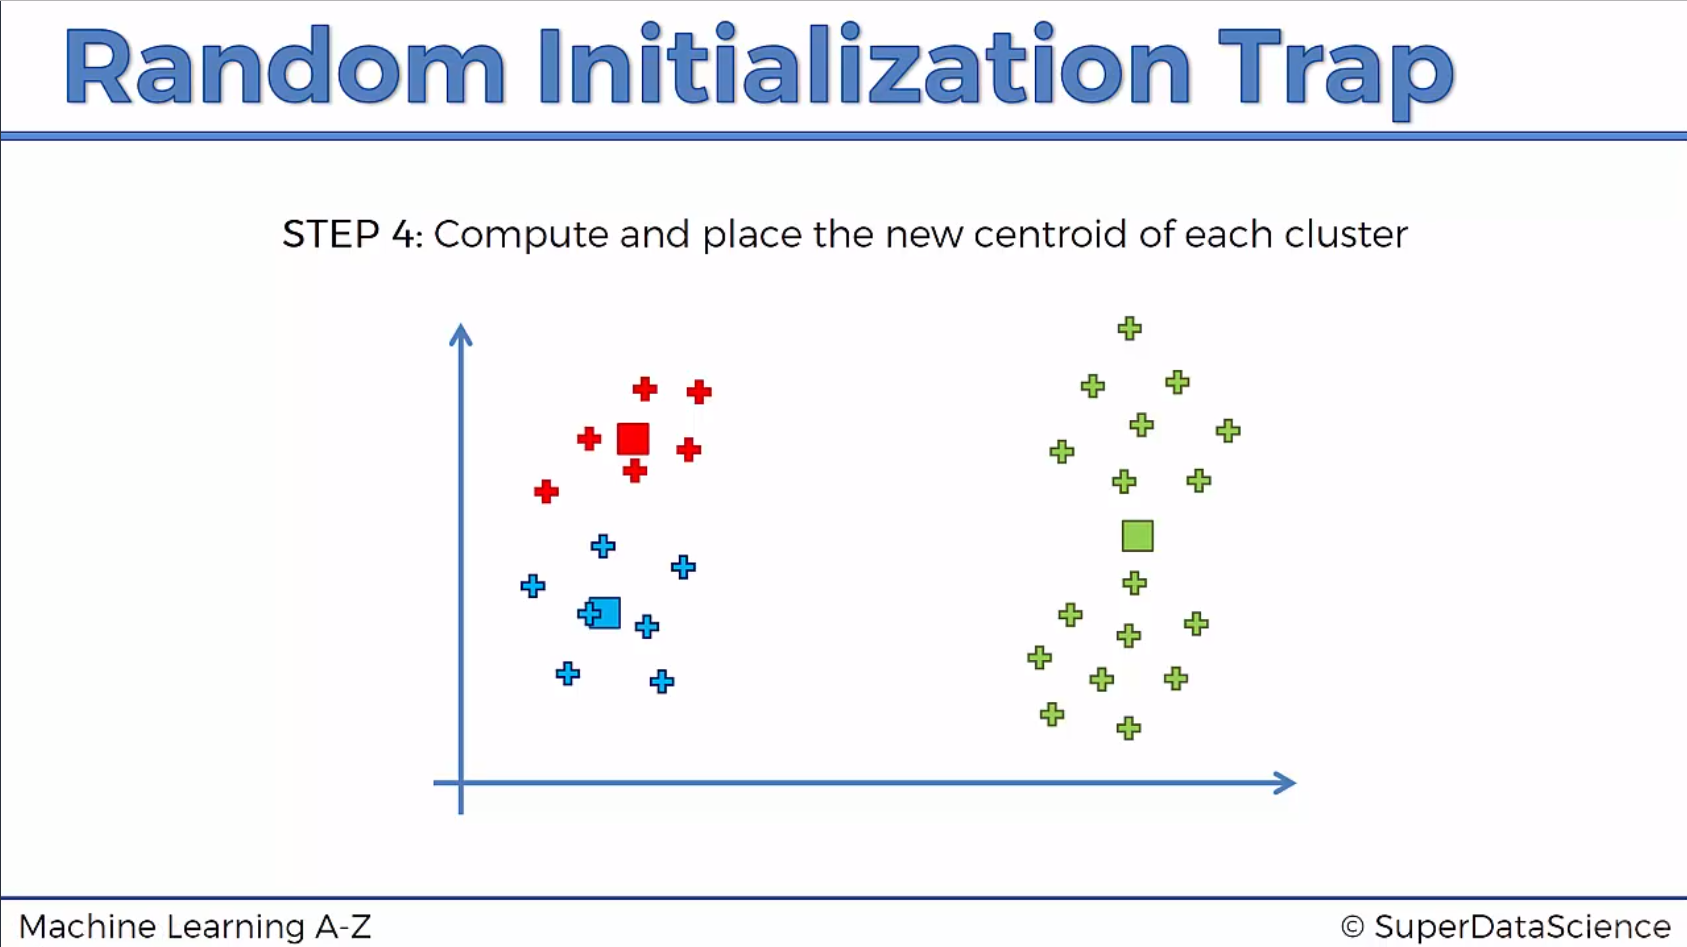 Random Initialization Trap
STEP 4: Compute and place the new centroid of each cluster
Machine Learning A-Z
© SuperDataScience